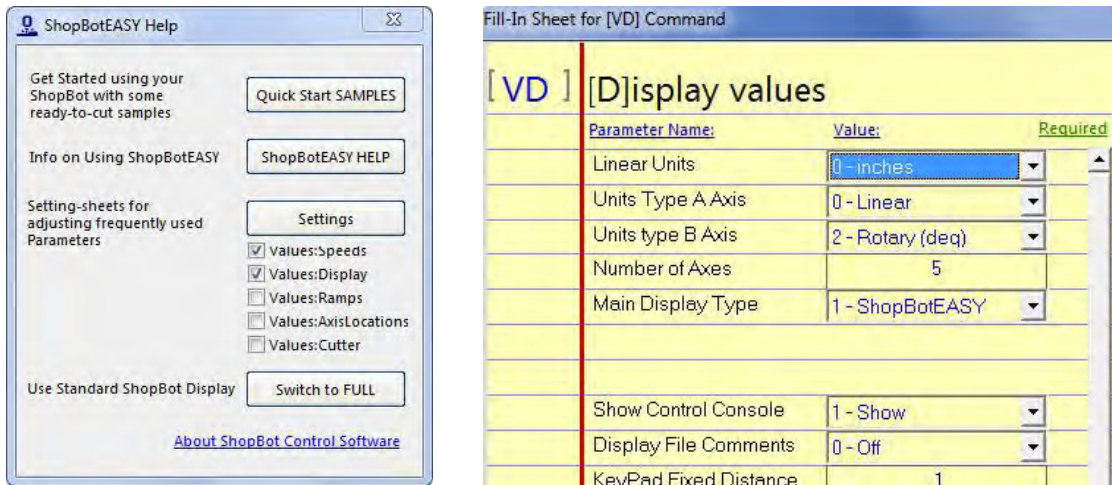 ShopBotEASY Help
Get Started using your
ShopBot with some
ready-to-cut samples
Quick Start SAMPLES
Info on Using ShopBotEASY
ShopBotEASY HELP
Setting-sheets for
adjusting frequently used
Parameters
Settings
Values:Speeds
Values:Display
Values:Ramps
Values:AxisLocations
Values:Cutter
Use Standard ShopBot Display
Switch to FULL
About ShopBot Control Software
Fill-In Sheet for [VD] Command
[ VD ] [D]isplay values
Parameter Name: Value: Required
Linear Units 0 - inches
Units Type A Axis 0 - Linear
Units type B Axis 2 - Rotary (deg)
Number of Axes 5
Main Display Type 1 - ShopBotEASY
Show Control Console 1 - Show
Display File Comments 0 - Off
KeyPad Fixed Distance 1